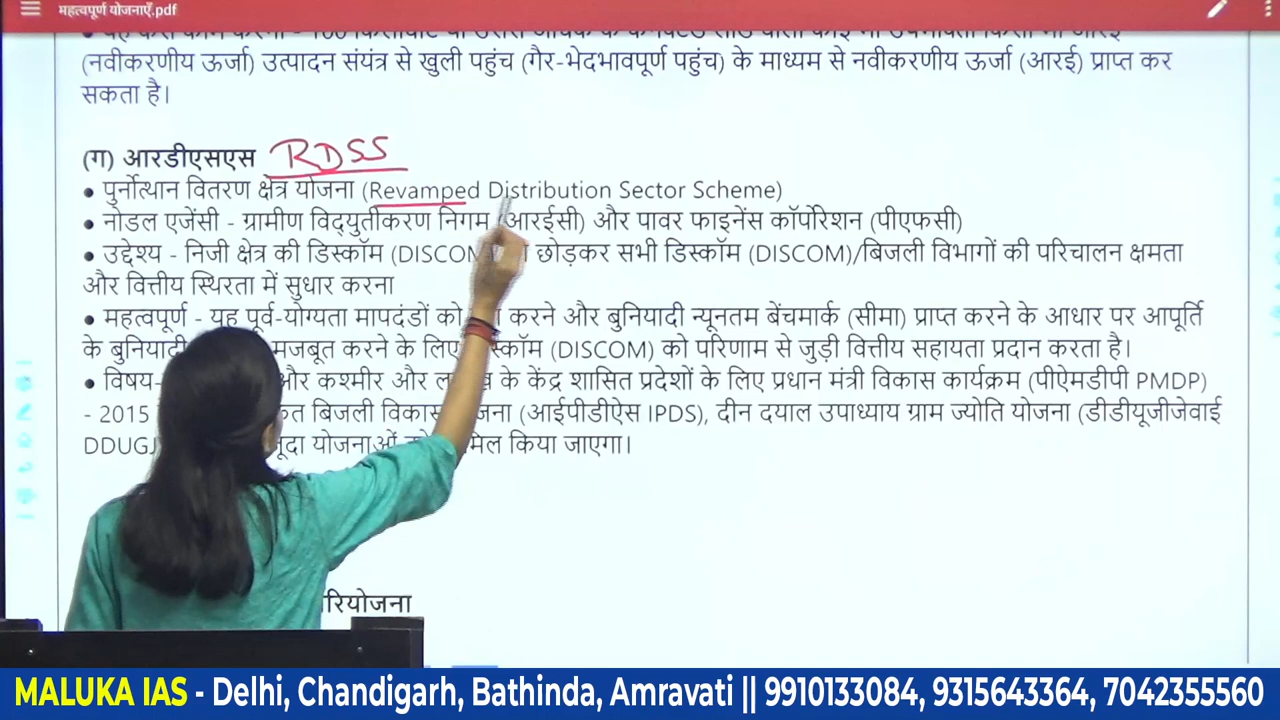 महत्वपूर्ण योजनाएँ.pdf
(नवीकरणीय ऊर्जा) उत्पादन संयंत्र से खुली पहुंच (गैर-भेदभावपूर्ण पहुंच) के माध्यम से नवीकरणीय ऊर्जा (आरई) प्राप्त कर
सकता है।
(ग) आरडीएसएस RDSS
• पुर्नोत्थान वितरण क्षेत्र योजना (Revamped Distribution Sector Scheme)
• नोडल एजेंसी - ग्रामीण विद्युतीकरण निगम (आरईसी) और पावर फाइनेंस कॉर्पोरेशन (पीएफसी)
• उद्देश्य - निजी क्षेत्र की डिस्कॉम (DISCOM छोड़कर सभी डिस्कॉम (DISCOM)/बिजली विभागों की परिचालन क्षमता
और वित्तीय स्थिरता में सुधार करना
• महत्वपूर्ण - यह पूर्व-योग्यता मापदंडों को करने और बुनियादी न्यूनतम बेंचमार्क (सीमा) प्राप्त करने के आधार पर आपूर्ति
के बुनियादी मजबूत करने के लिए (DISCOM) को परिणाम से जुड़ी वित्तीय सहायता प्रदान करता है।
• विषय- और कश्मीर और के केंद्र शासित प्रदेशों के लिए प्रधान मंत्री विकास कार्यक्रम (पीऐमडीपी PMDP)
- 2015 बिजली विकास (आईपीडीऐस IPDS), दीन दयाल उपाध्याय ग्राम ज्योति योजना (डीडीयूजीजेवाई
योजनाओं किया जाएगा।
MALUKA IAS - Delhi, Chandigarh, Bathinda, Amravati || 9910133084, 9315643364, 7042355560